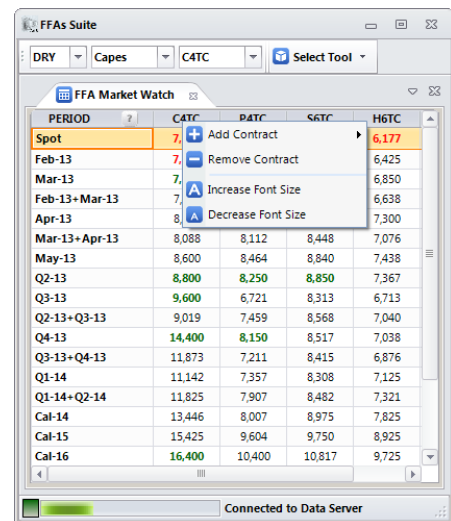 FFAs Suite
DRY Capes C4TC Select Tool
FFA Market Watch
PERIOD ? C4TC P4TC S6TC H6TC
Spot 7, 6,177
Add Contract
Feb-13 7, 6,425
Remove Contract
Mar-13 7, 6,850
Feb-13+Mar-13 7, 6,638
Increase Font Size
Apr-13 8, 7,300
Decrease Font Size
Mar-13+Apr-13 8,088 8,112 8,448 7,076
May-13 8,600 8,464 8,840 7,438
Q2-13 8,800 8,250 8,850 7,367
Q3-13 9,600 6,721 8,313 6,713
Q2-13+Q3-13 9,019 7,459 8,568 7,040
Q4-13 14,400 8,150 8,517 7,038
Q3-13+Q4-13 11,873 7,211 8,415 6,876
Q1-14 11,142 7,357 8,308 7,125
Q1-14+Q2-14 11,825 7,907 8,482 7,321
Cal-14 13,446 8,007 8,975 7,825
Cal-15 15,425 9,604 9,750 8,925
Cal-16 16,400 10,400 10,817 9,725
Connected to Data Server